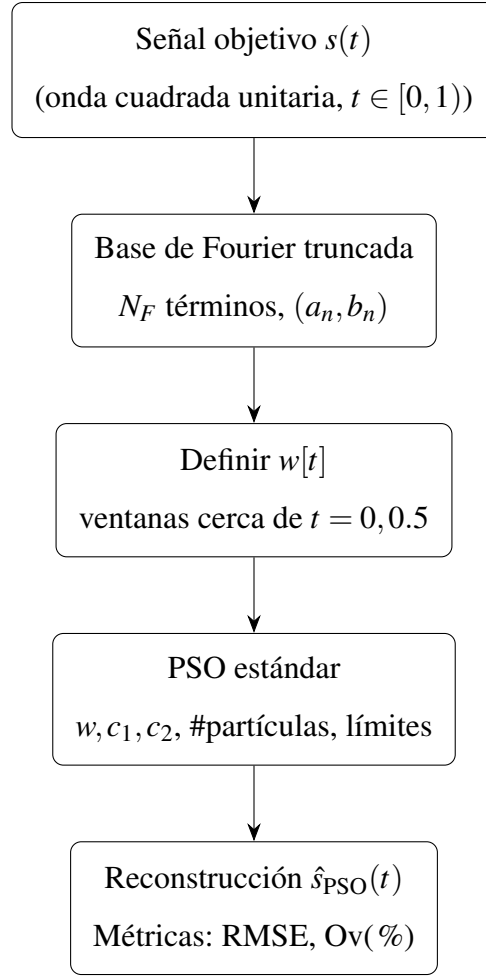 Señal objetivo s(t)
(onda cuadrada unitaria, t ∈ [0, 1))
Base de Fourier truncada
N_F términos, (a_n, b_n)
Definir w[t]
ventanas cerca de t = 0, 0.5
PSO estándar
w, c_1, c_2, #partículas, límites
Reconstrucción ŝ_PSO(t)
Métricas: RMSE, Ov(%)